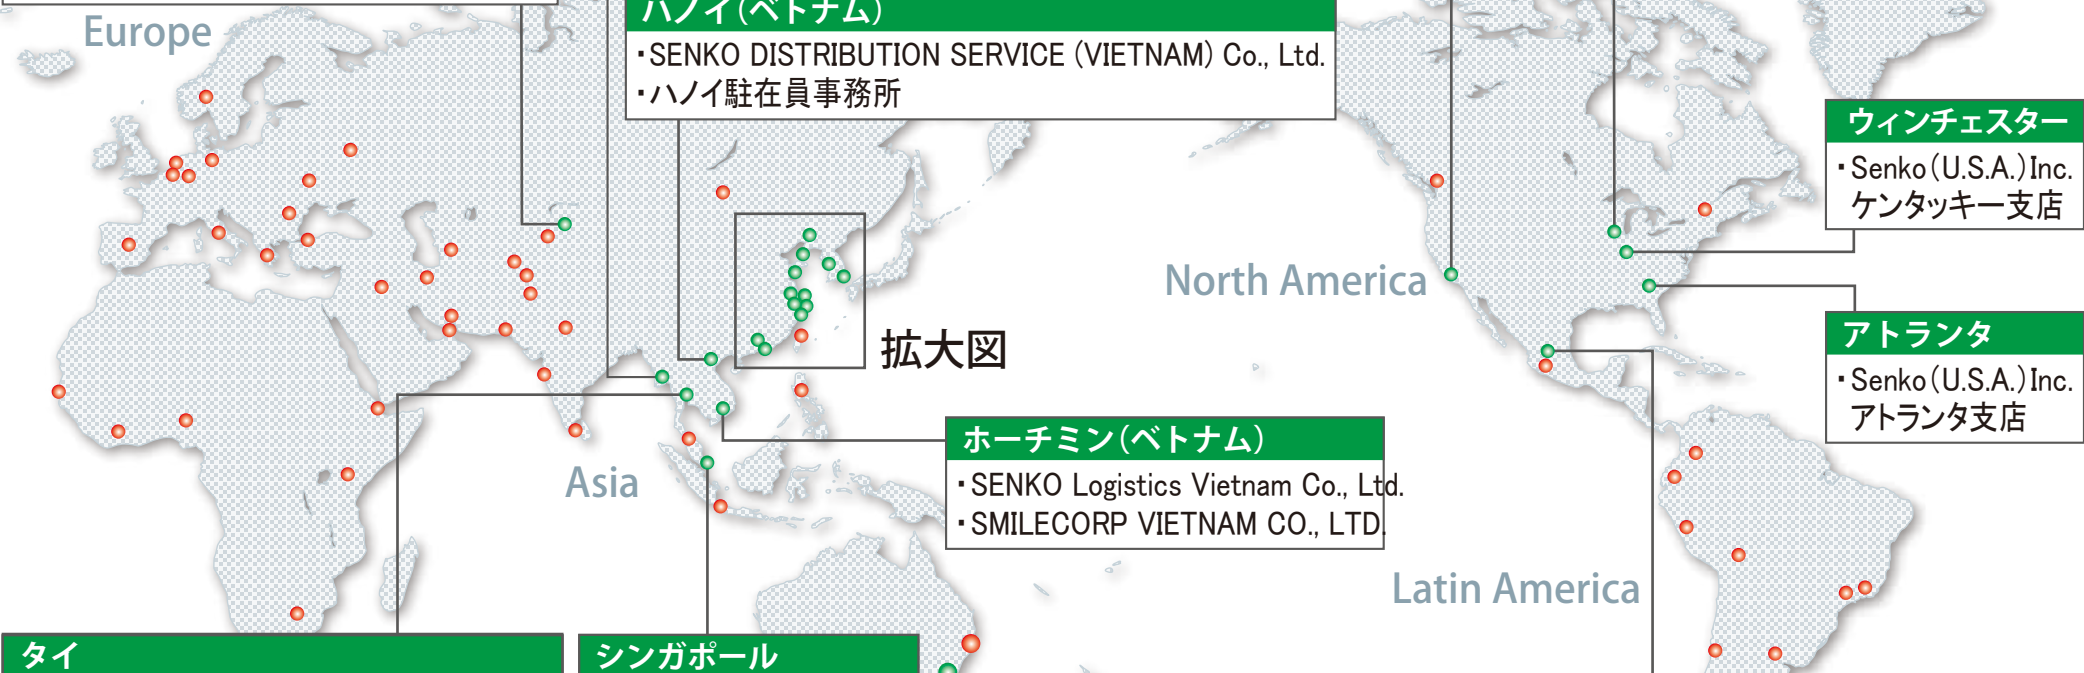 Europe
ハノイ(ベトナム)
・SENKO DISTRIBUTION SERVICE (VIETNAM) Co., Ltd.
・ハノイ駐在員事務所
ウィンチェスター
・Senko(U.S.A.)Inc.
ケンタッキー支店
North America
拡大図
アトランタ
・Senko(U.S.A.)Inc.
アトランタ支店
ホーチミン(ベトナム)
・SENKO Logistics Vietnam Co., Ltd.
・SMILECORP VIETNAM CO., LTD.
Asia
Latin America
タイ
シンガポール